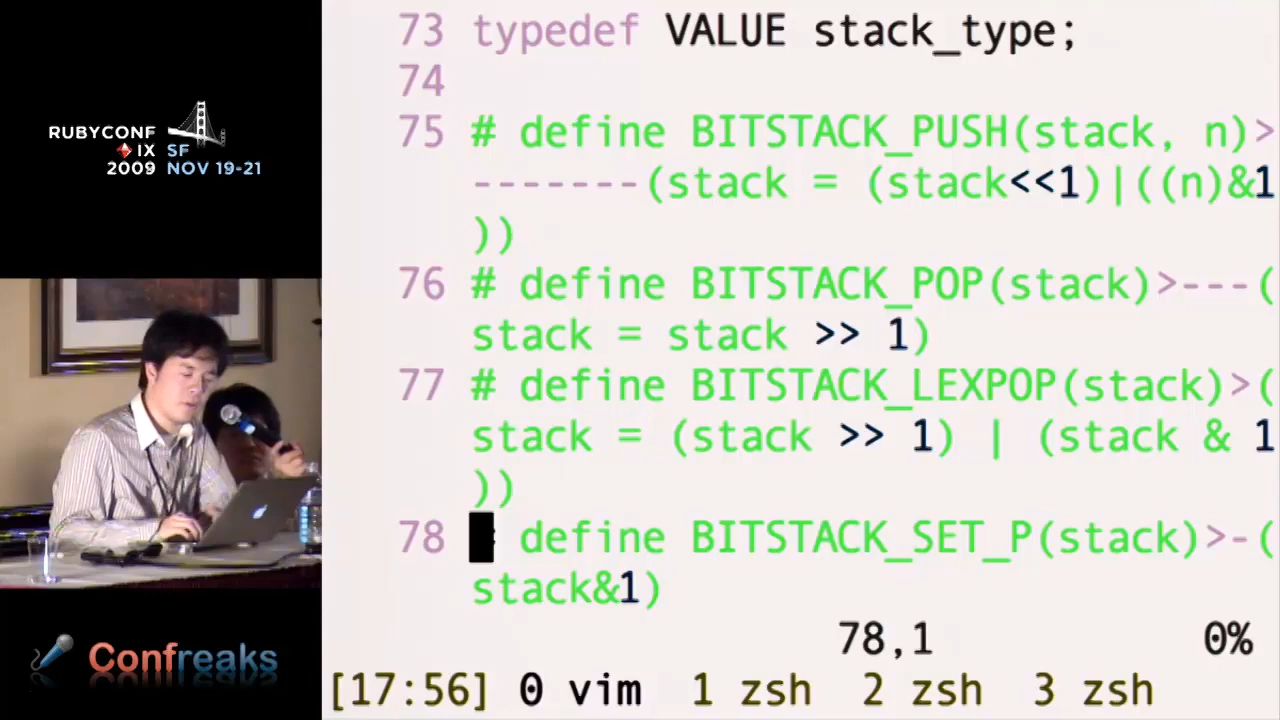 RUBYCONF
IX SF
2009 NOV 19-21
73 typedef VALUE stack_type;
74
75 # define BITSTACK_PUSH(stack, n)>
-------(stack = (stack<<1)|((n)&1
))
76 # define BITSTACK_POP(stack)>---(
stack = stack >> 1)
77 # define BITSTACK_LEXPOP(stack)>(
stack = (stack >> 1) | (stack & 1
))
78 # define BITSTACK_SET_P(stack)>-(
stack&1)
78,1 0%
[17:56] 0 vim 1 zsh 2 zsh 3 zsh
Confreaks